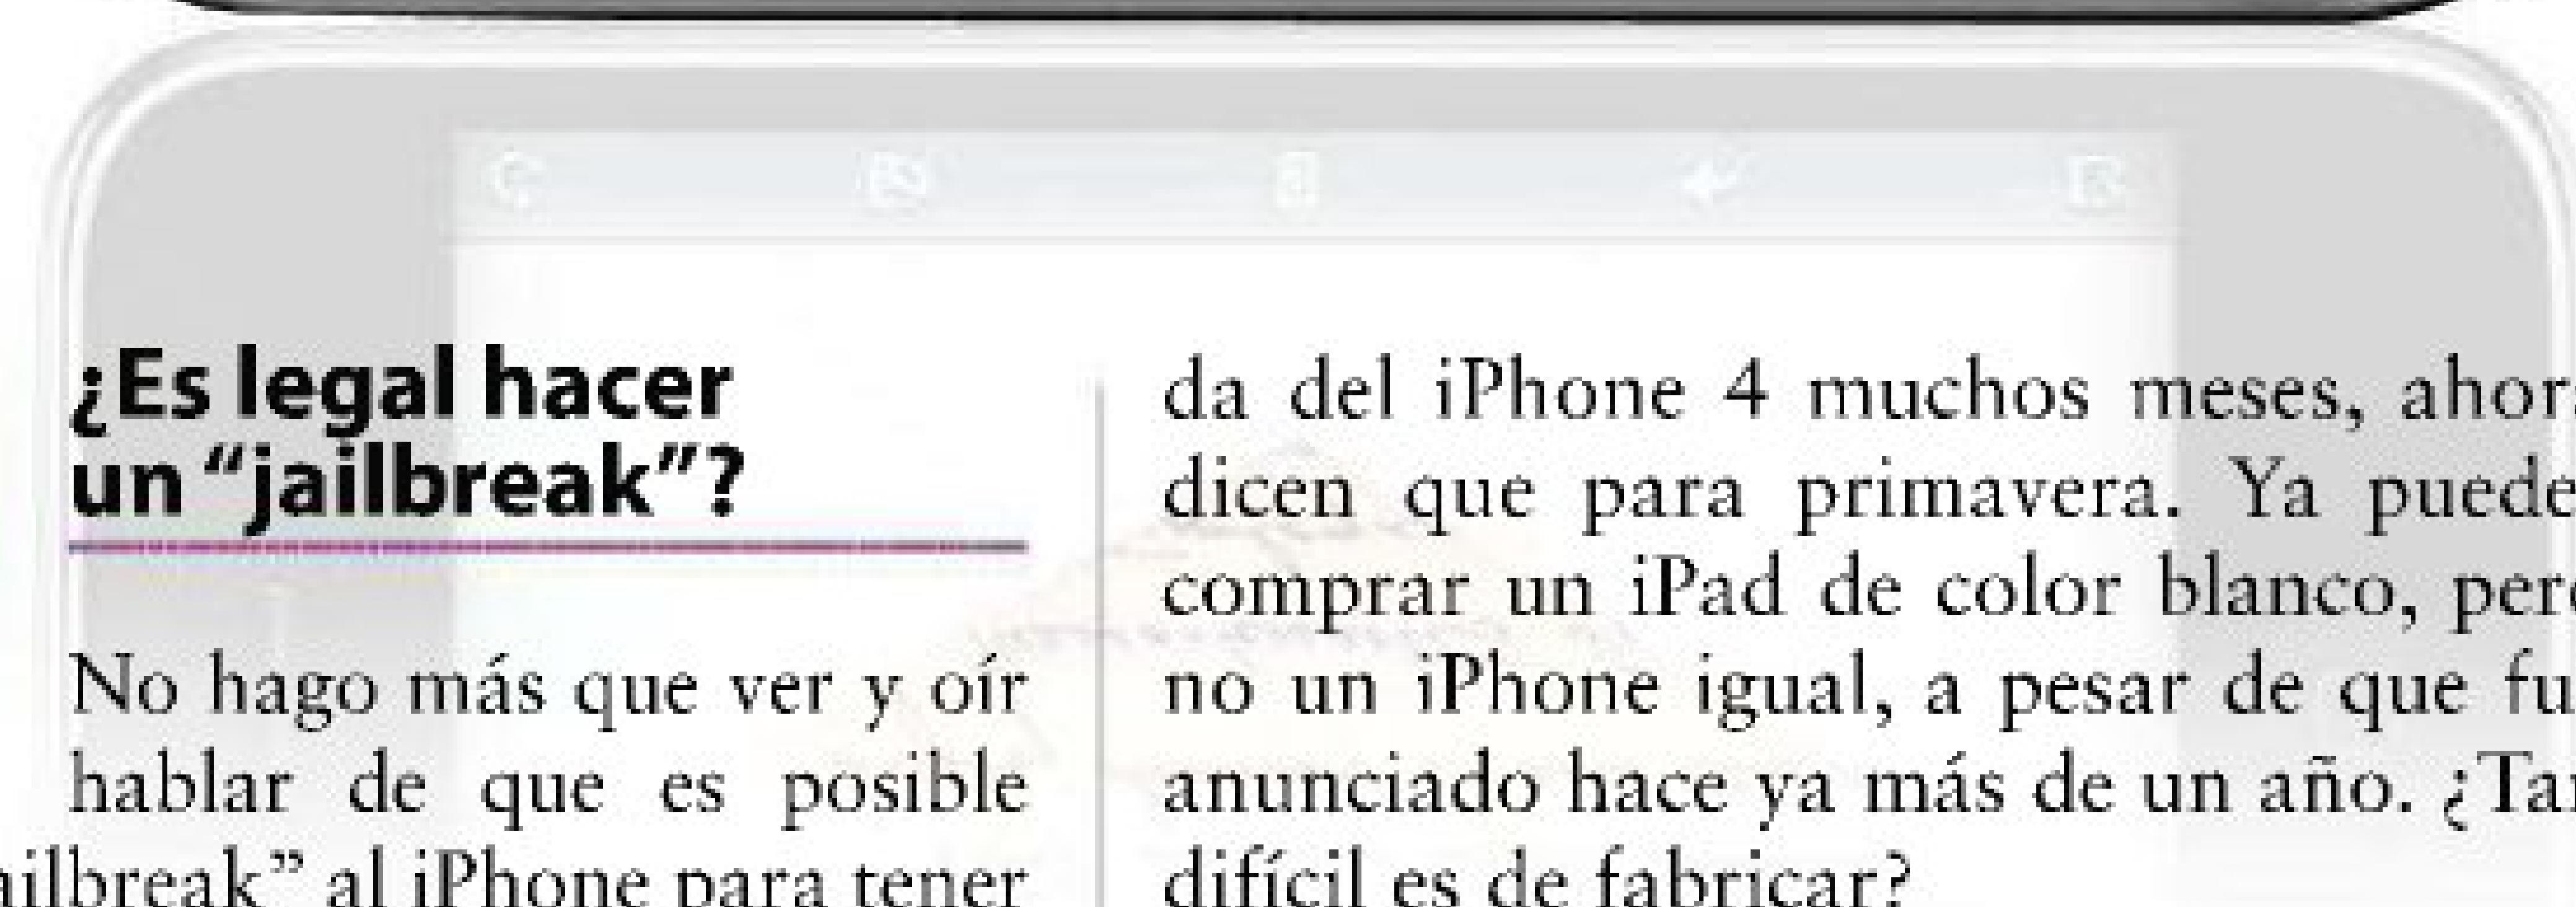 ¿Es legal hacer
un “jailbreak”?
No hago más que ver y oír
hablar de que es posible
ailbreak” al iPhone para tener
da del iPhone 4 muchos meses, ahor
dicen que para primavera. Ya puede
comprar un iPad de color blanco, per
no un iPhone igual, a pesar de que fu
anunciado hace ya más de un año. ¿Tan
difícil es de fabricar?